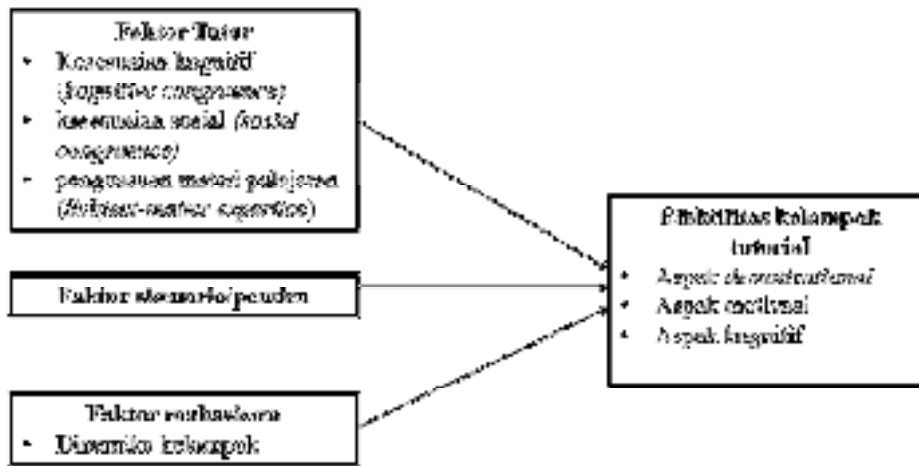 Faktor Tutor
• Kesesuaian kognitif
(kognitive congruence)
• kesesuaian sosial (social
congruence)
• penguasaan materi pelajaran
(Subject-matter expertise)
Faktor skenario/pemicu
Faktor mahasiswa
• Dinamika kelompok
Efektifitas kelompok
tutorial
• Aspek
• Aspek motivasi
• Aspek kognitif